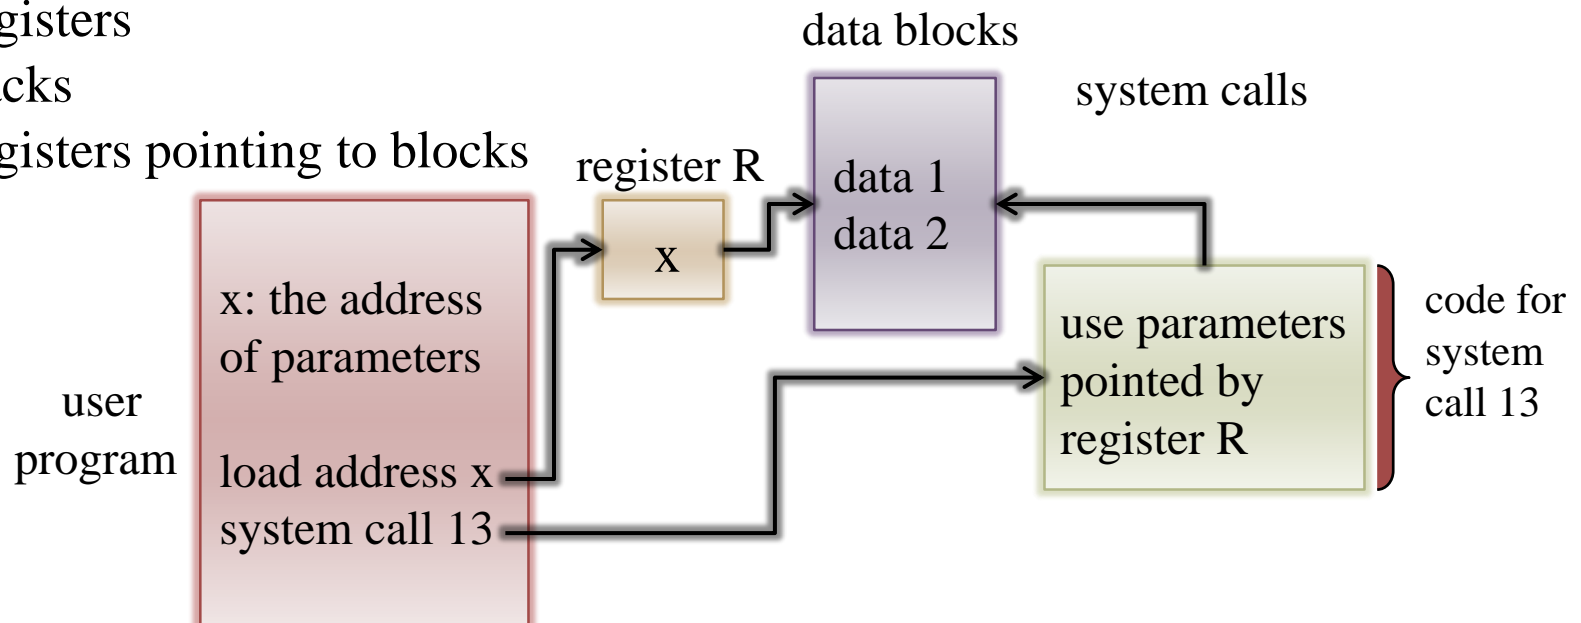 gisters
cks
gisters pointing to blocks
data blocks
system calls
register R
x
data 1
data 2
x: the address
of parameters
user
program
load address x
system call 13
use parameters
pointed by
register R
code for
system
call 13